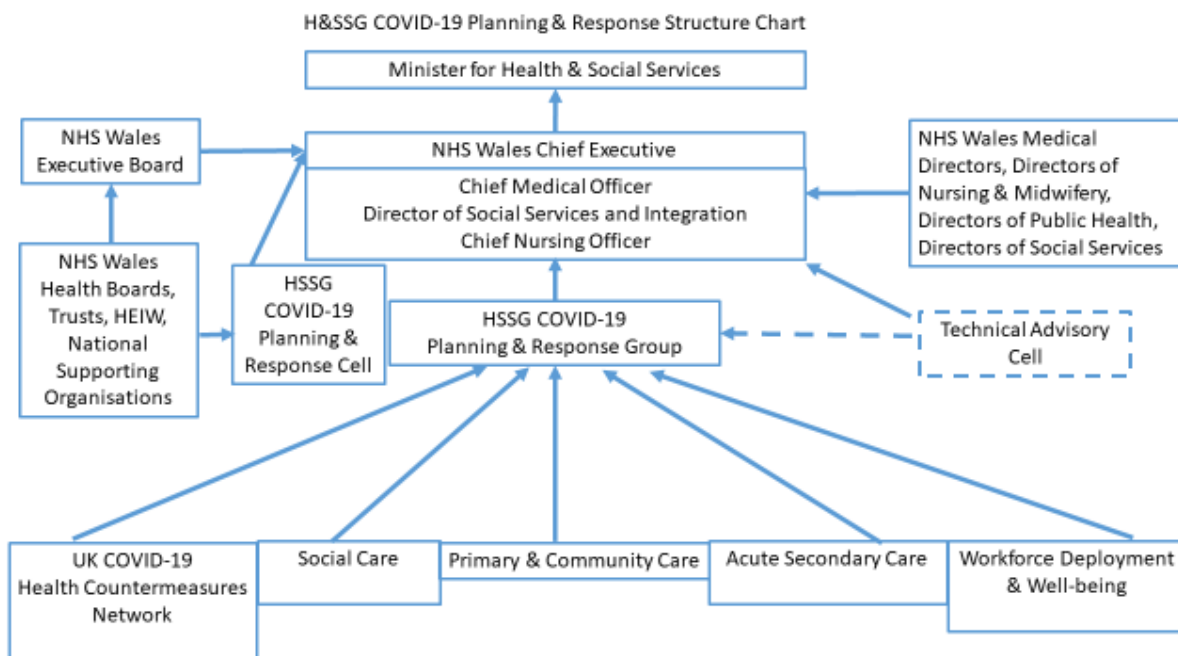 H&SSG COVID-19 Planning & Response Structure Chart
Minister for Health & Social Services
NHS Wales
Executive Board
NHS Wales Chief Executive
Chief Medical Officer
Director of Social Services and Integration
Chief Nursing Officer
NHS Wales Medical
Directors, Directors of
Nursing & Midwifery,
Directors of Public Health,
Directors of Social Services
NHS Wales
Health Boards,
Trusts, HEIW,
National
Supporting
Organisations
HSSG
COVID-19
Planning &
Response Cell
HSSG COVID-19
Planning & Response Group
Technical Advisory
Cell
UK COVID-19
Health Countermeasures
Network
Social Care
Primary & Community Care
Acute Secondary Care
Workforce Deployment
& Well-being